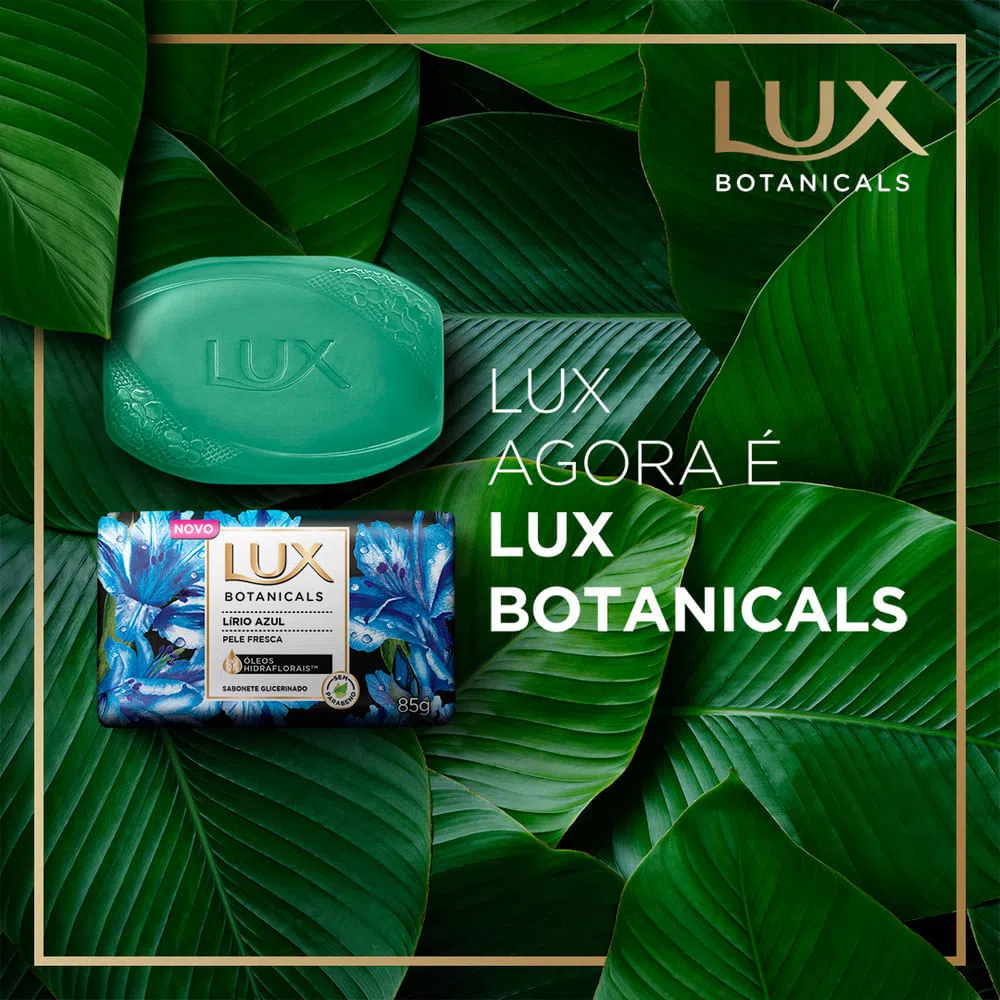 LUX
BOTANICALS
LUX
LUX
AGORA É
LUX
BOTANICALS
NOVO
LUX
BOTANICALS
LÍRIO AZUL
PELE FRESCA
ÓLEOS
HIDRAFLORAIS™
SABONETE GLICERINADO
SEM
PARABENO
85g